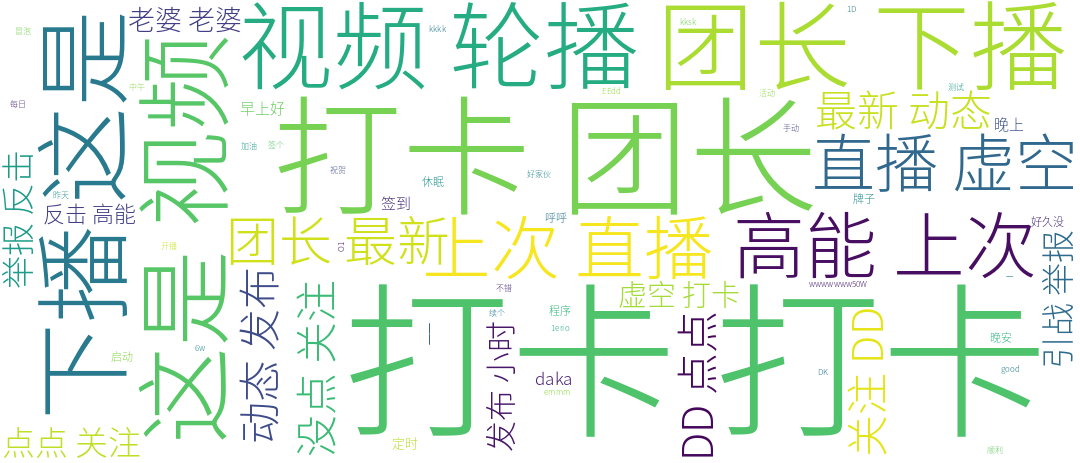 冒泡
老婆 老婆
视频 轮播
kkkk
kksk
1D
团长 下播
这是
视频
中午
每日
早上好
EEdd
活动
测试
最新 动态
打卡 团长
手动
晚上
加油
签个
直播 虚空
举报 反击
祝贺
休眠
好家伙
昨天
反击 高能
签到
牌子
呼呼
好久没
团长 最新
上次 直播
高能 上次
开播
O1
下播
这是
不错
wwwwwww50W
一
虚空 打卡
引战 举报
动态 发布
没点 关注
打卡 打卡
一
续个
程序
1eno
发布 小时
点点
DD
关注 DD
晚安
6w
启动
daka
emmm
DK
good
点点 关注
定时
顺利